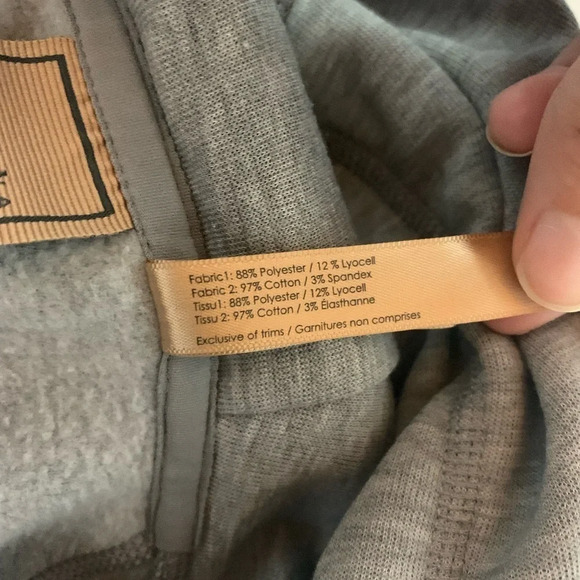 Fabric1: 88% Polyester / 12 % Lyocell
Fabric 2: 97% Cotton / 3% Spandex
Tissu1: 88% Polyester / 12% Lyocell
Tissu 2: 97% Cotton / 3% Élasthanne
Exclusive of trims / Garnitures non comprises